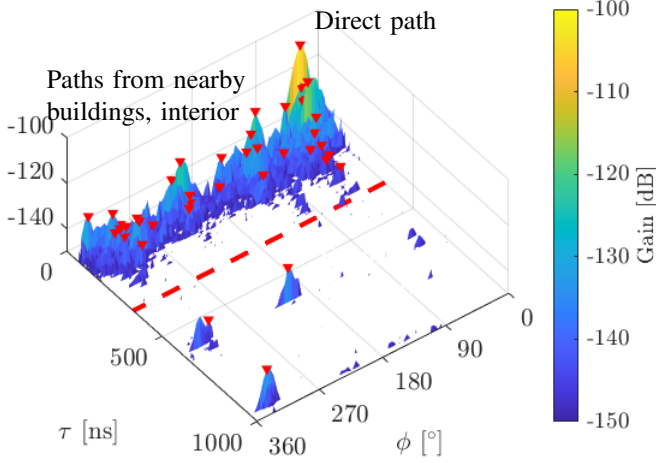 Direct path
Paths from nearby
buildings, interior
-100
-120
-140
0
500
1000
τ [ns]
360
270
180
90
0
ϕ [°]
-100
-110
-120
-130
-140
-150
Gain [dB]